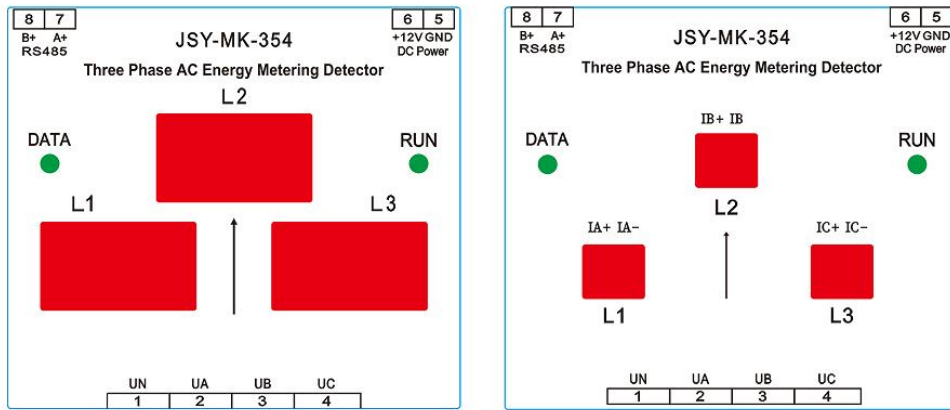 8 7
6 5
B+ A+
+12V GND
RS485
DC Power
JSY-MK-354
Three Phase AC Energy Metering Detector
L2
DATA
RUN
L1
L3
UN UA UB UC
1 2 3 4
8 7
6 5
B+ A+
+12V GND
RS485
DC Power
JSY-MK-354
Three Phase AC Energy Metering Detector
IB+ IB
DATA
RUN
L2
IA+ IA-
IC+ IC-
L1
L3
UN UA UB UC
1 2 3 4